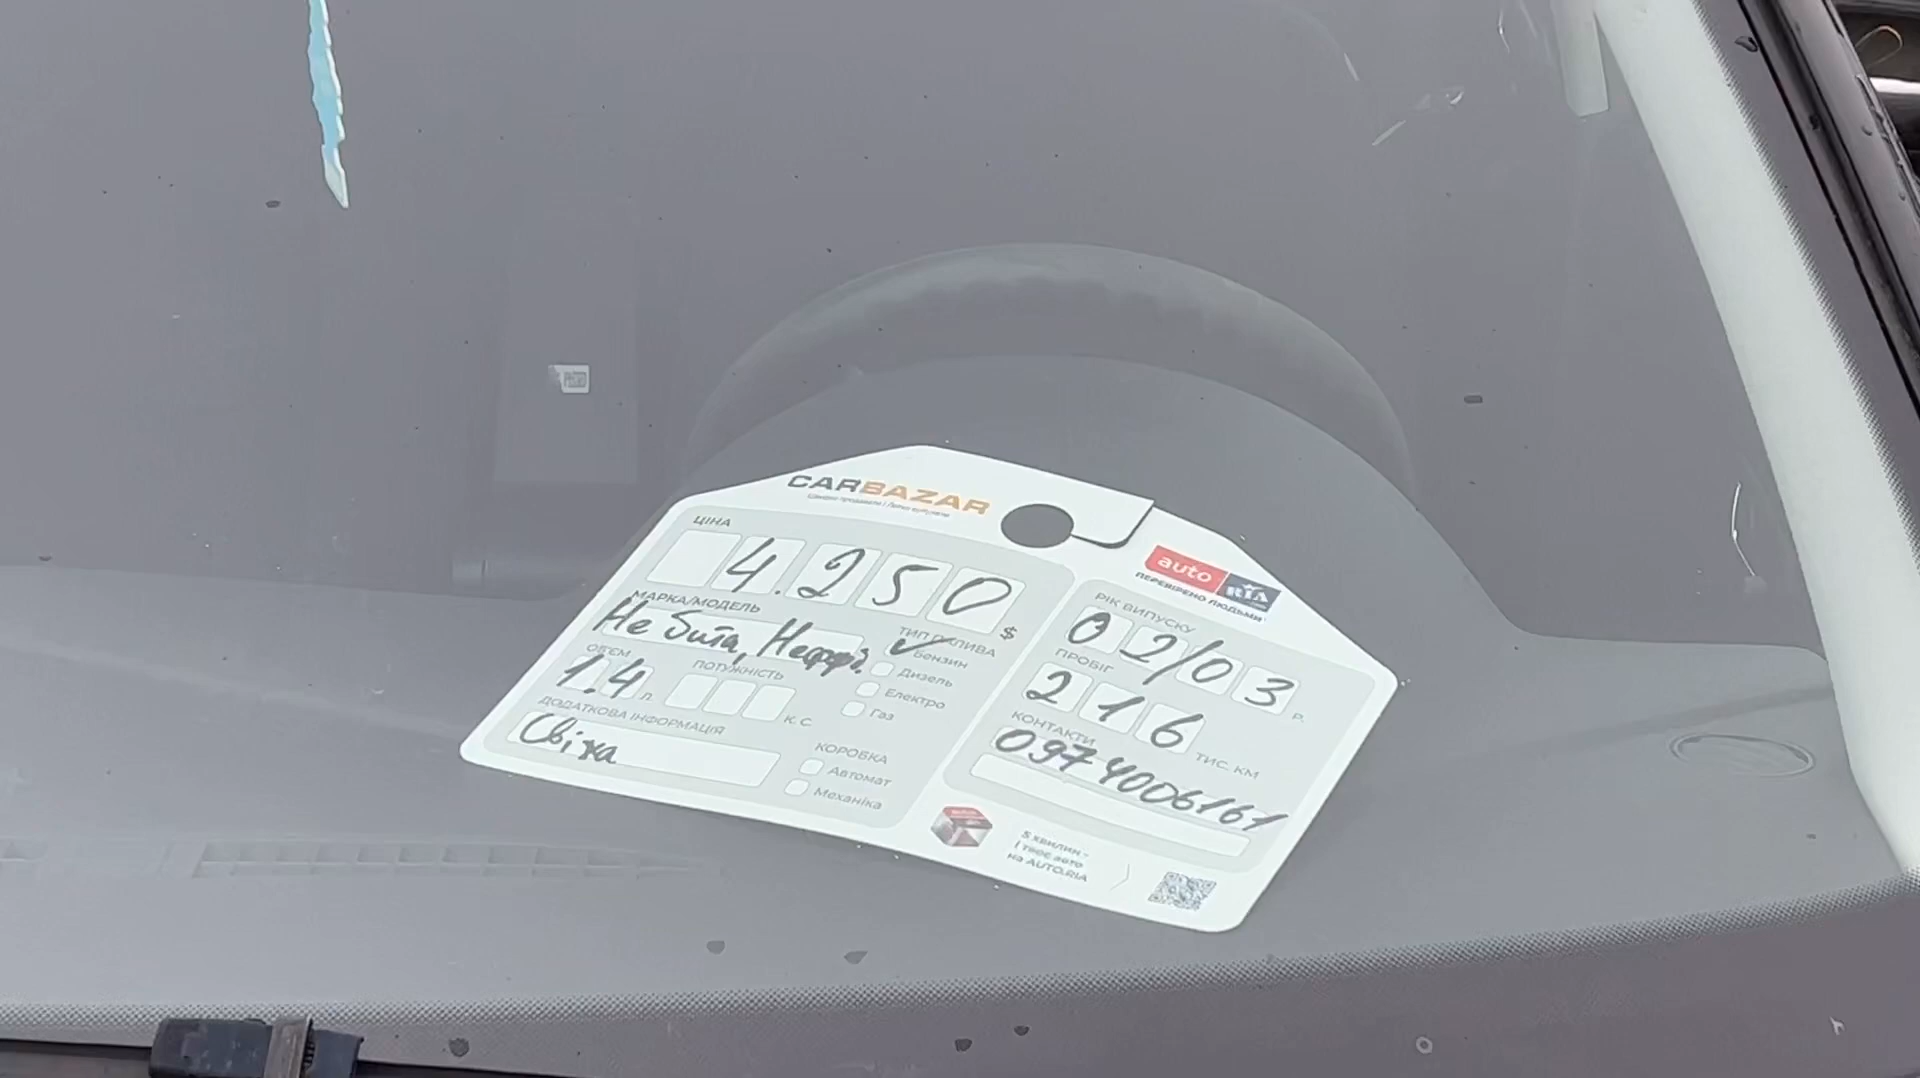 CARBAZAR
ЦІНА
4.250 $
МАРКА/МОДЕЛЬ
Не бита, Нефарб.
ТИП ПАЛИВА
Бензин
Дизель
Електро
Газ
ОБ'ЄМ
1.4 л.
ПОТУЖНІСТЬ
К. С.
ДОДАТКОВА ІНФОРМАЦІЯ
Свіжа
КОРОБКА
Автомат
Механіка
auto RIA
ПЕРЕВІРЕНО ЛЮДЬМИ
РІК ВИПУСКУ
02/03 Р.
ПРОБІГ
216 ТИС. КМ
КОНТАКТИ
0974006161
5 хвилин -
і твоє авто
на AUTO.RIA